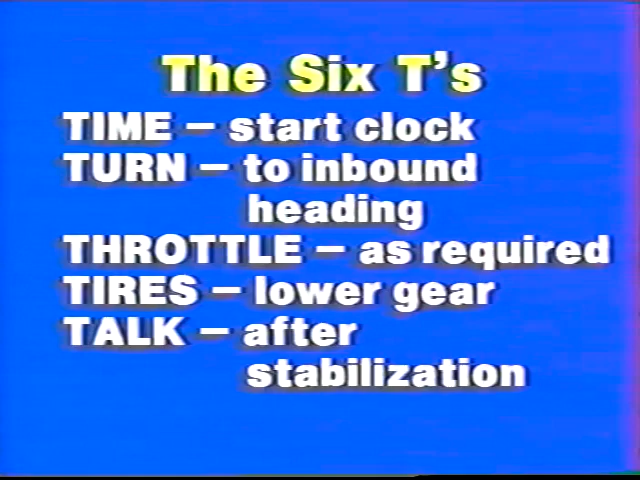 The Six T's
TIME – start clock
TURN – to inbound
heading
THROTTLE – as required
TIRES – lower gear
TALK – after
stabilization